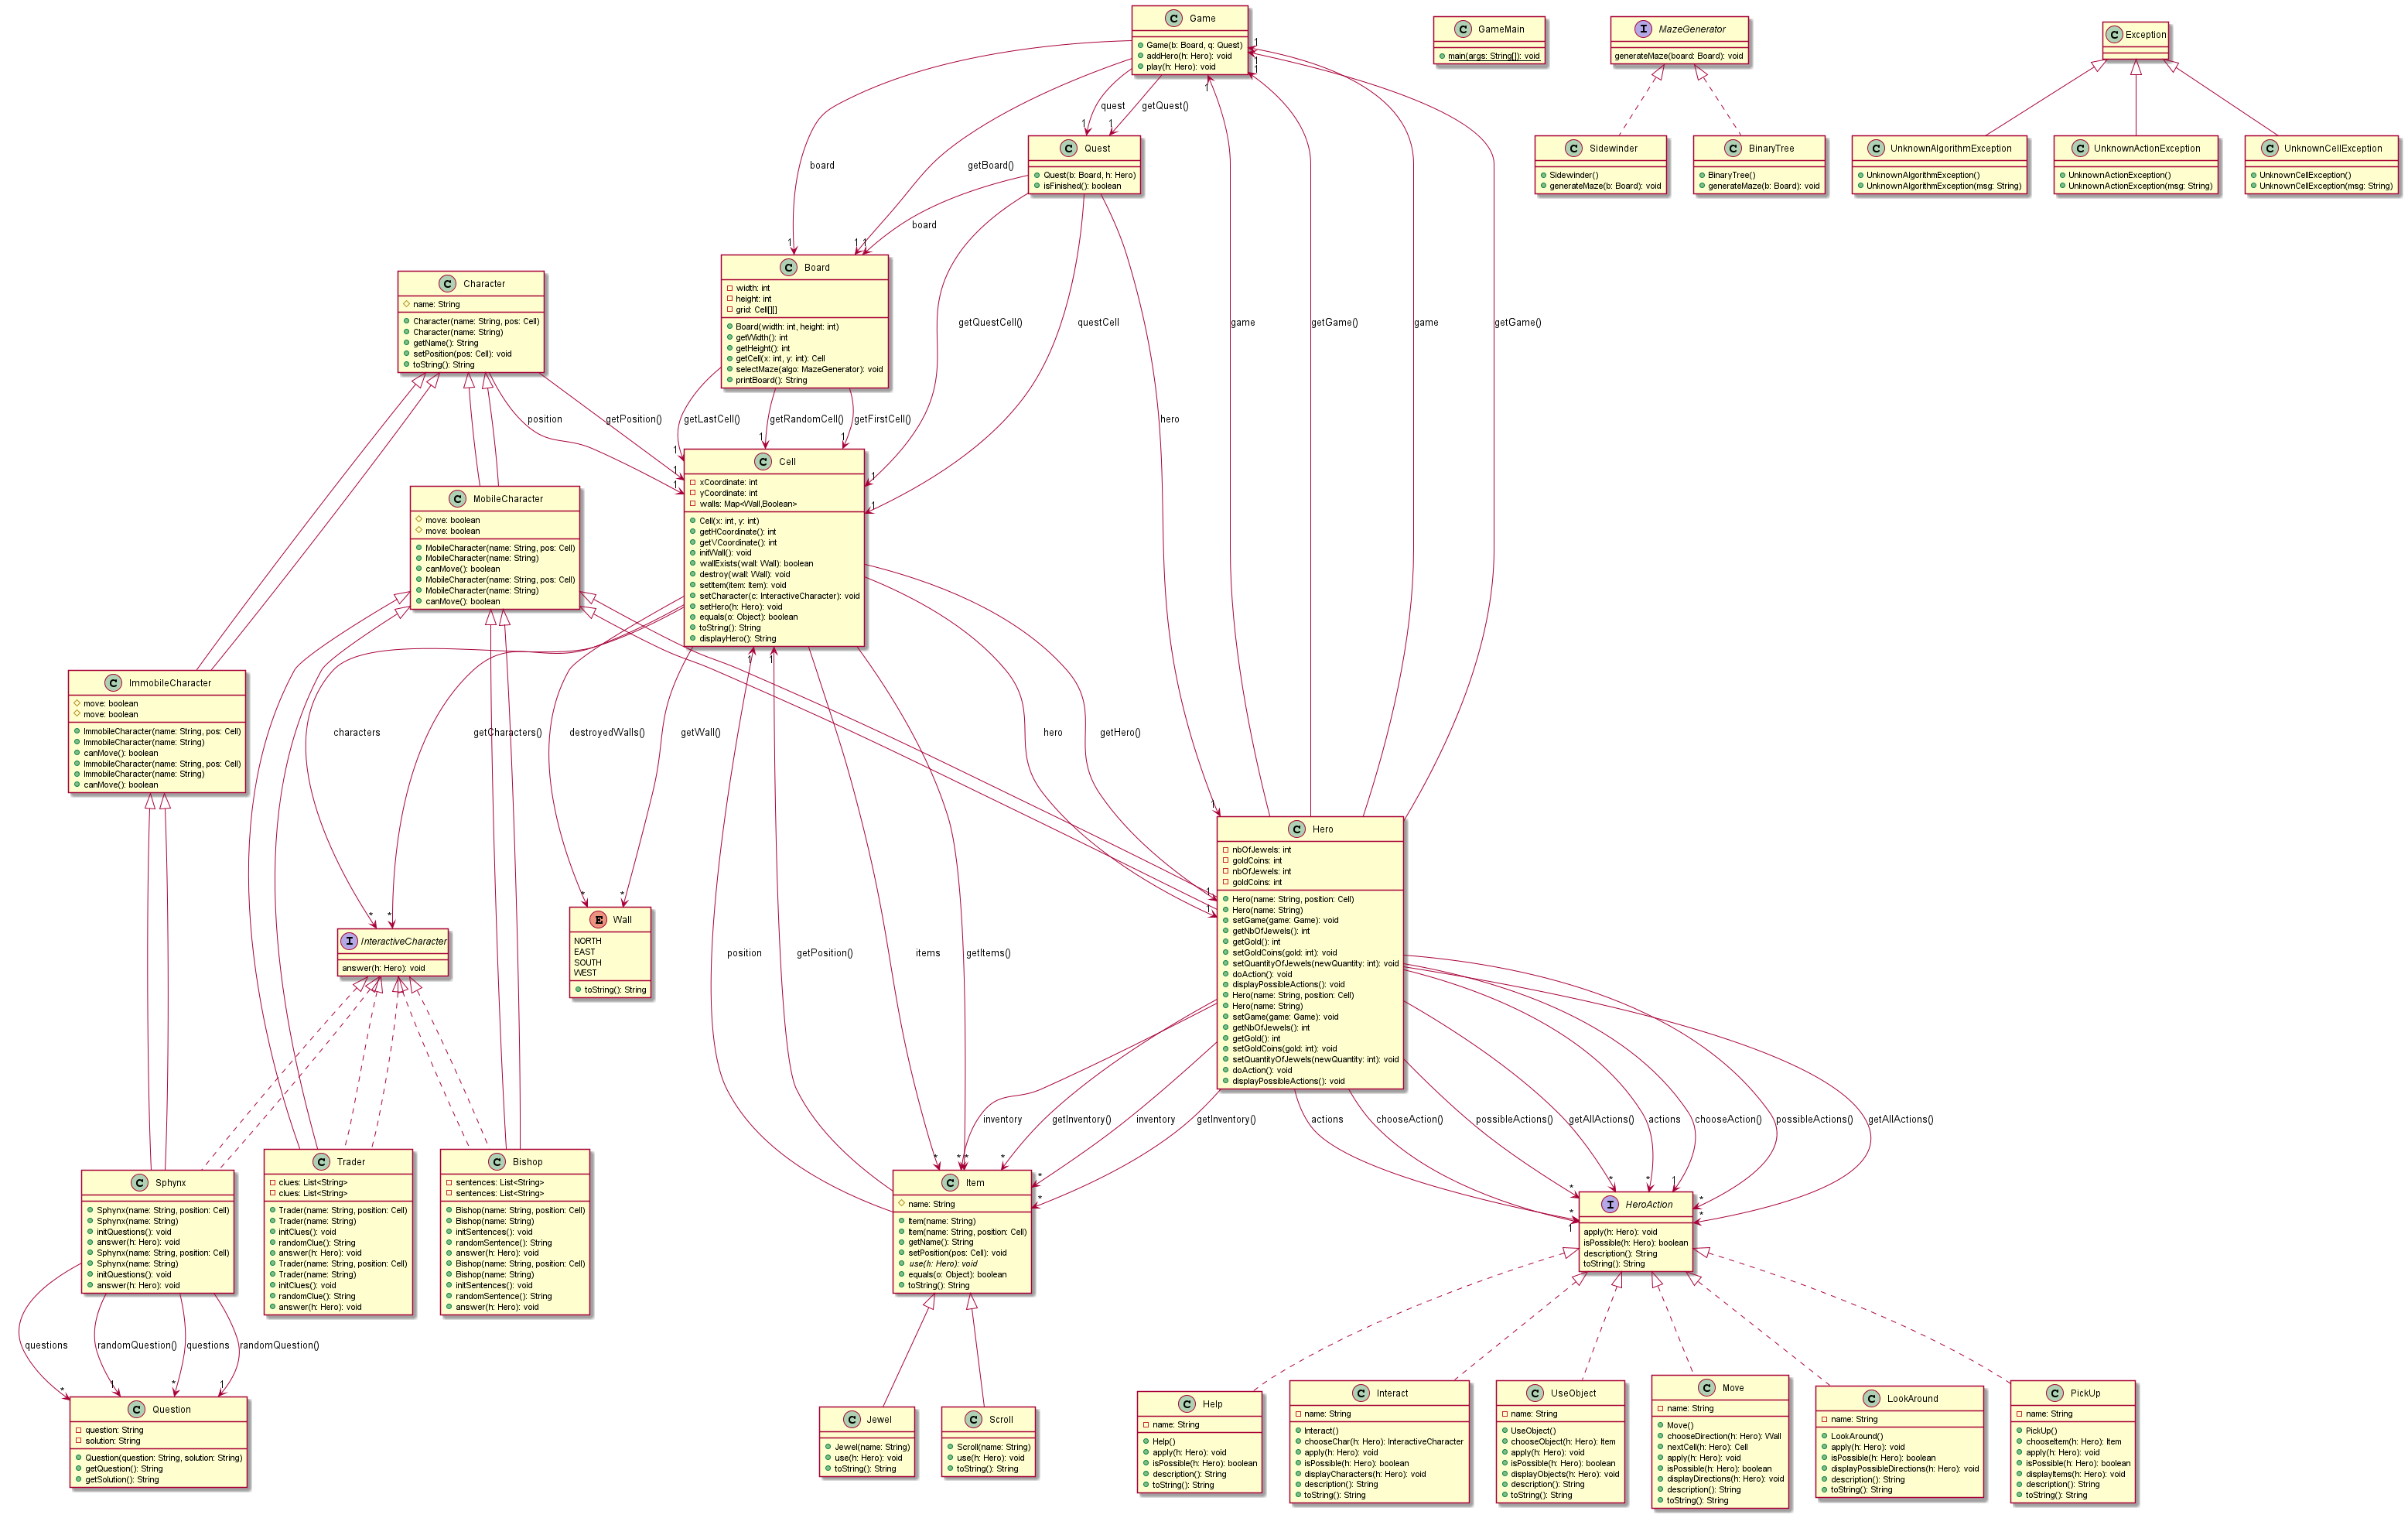 Game
Game(b: Board, q: Quest)
addHero(h: Hero): void
play(h: Hero): void
GameMain
main(args: String[]): void
MazeGenerator
generateMaze(board: Board): void
Exception
1
1
1
1
quest
getQuest()
1
1
Quest
Quest(b: Board, h: Hero)
isFinished(): boolean
Sidewinder
Sidewinder()
generateMaze(b: Board): void
BinaryTree
BinaryTree()
generateMaze(b: Board): void
UnknownAlgorithmException
UnknownAlgorithmException()
UnknownAlgorithmException(msg: String)
UnknownActionException
UnknownActionException()
UnknownActionException(msg: String)
UnknownCellException
UnknownCellException()
UnknownCellException(msg: String)
board
getBoard()
board
1
1
1
Board
width: int
height: int
grid: Cell[][]
Board(width: int, height: int)
getWidth(): int
getHeight(): int
getCell(x: int, y: int): Cell
selectMaze(algo: MazeGenerator): void
printBoard(): String
Character
name: String
Character(name: String, pos: Cell)
Character(name: String)
getName(): String
setPosition(pos: Cell): void
toString(): String
getQuestCell()
questCell
game
getGame()
game
getGame()
position
getPosition()
getLastCell()
getRandomCell()
getFirstCell()
hero
1
1
1
1
1
1
1
Cell
xCoordinate: int
yCoordinate: int
walls: Map<Wall,Boolean>
Cell(x: int, y: int)
getHCoordinate(): int
getVCoordinate(): int
initWall(): void
wallExists(wall: Wall): boolean
destroy(wall: Wall): void
setItem(item: Item): void
setCharacter(c: InteractiveCharacter): void
setHero(h: Hero): void
equals(o: Object): boolean
toString(): String
displayHero(): String
1
1
MobileCharacter
move: boolean
move: boolean
MobileCharacter(name: String, pos: Cell)
MobileCharacter(name: String)
canMove(): boolean
MobileCharacter(name: String, pos: Cell)
MobileCharacter(name: String)
canMove(): boolean
ImmobileCharacter
move: boolean
move: boolean
ImmobileCharacter(name: String, pos: Cell)
ImmobileCharacter(name: String)
canMove(): boolean
ImmobileCharacter(name: String, pos: Cell)
ImmobileCharacter(name: String)
canMove(): boolean
characters
getCharacters()
destroyedWalls()
getWall()
hero
getHero()
1
1
1
Hero
nbOfJewels: int
goldCoins: int
nbOfJewels: int
goldCoins: int
Hero(name: String, position: Cell)
Hero(name: String)
setGame(game: Game): void
getNbOfJewels(): int
getGold(): int
setGoldCoins(gold: int): void
setQuantityOfJewels(newQuantity: int): void
doAction(): void
displayPossibleActions(): void
Hero(name: String, position: Cell)
Hero(name: String)
setGame(game: Game): void
getNbOfJewels(): int
getGold(): int
setGoldCoins(gold: int): void
setQuantityOfJewels(newQuantity: int): void
doAction(): void
displayPossibleActions(): void
*
*
*
*
InteractiveCharacter
answer(h: Hero): void
Wall
NORTH
EAST
SOUTH
WEST
toString(): String
position
getPosition()
items
getItems()
inventory
getInventory()
inventory
getInventory()
actions
chooseAction()
possibleActions()
getAllActions()
actions
chooseAction()
possibleActions()
getAllActions()
*
*
*
*
*
*
*
1
*
*
*
1
*
*
Sphynx
Sphynx(name: String, position: Cell)
Sphynx(name: String)
initQuestions(): void
answer(h: Hero): void
Sphynx(name: String, position: Cell)
Sphynx(name: String)
initQuestions(): void
answer(h: Hero): void
Trader
clues: List<String>
clues: List<String>
Trader(name: String, position: Cell)
Trader(name: String)
initClues(): void
randomClue(): String
answer(h: Hero): void
Trader(name: String, position: Cell)
Trader(name: String)
initClues(): void
randomClue(): String
answer(h: Hero): void
Bishop
sentences: List<String>
sentences: List<String>
Bishop(name: String, position: Cell)
Bishop(name: String)
initSentences(): void
randomSentence(): String
answer(h: Hero): void
Bishop(name: String, position: Cell)
Bishop(name: String)
initSentences(): void
randomSentence(): String
answer(h: Hero): void
Item
name: String
Item(name: String)
Item(name: String, position: Cell)
getName(): String
setPosition(pos: Cell): void
use(h: Hero): void
equals(o: Object): boolean
toString(): String
HeroAction
apply(h: Hero): void
isPossible(h: Hero): boolean
description(): String
toString(): String
questions
randomQuestion()
questions
randomQuestion()
*
1
*
1
Question
question: String
solution: String
Question(question: String, solution: String)
getQuestion(): String
getSolution(): String
Jewel
Jewel(name: String)
use(h: Hero): void
toString(): String
Scroll
Scroll(name: String)
use(h: Hero): void
toString(): String
Help
name: String
Help()
apply(h: Hero): void
isPossible(h: Hero): boolean
description(): String
toString(): String
Interact
name: String
Interact()
chooseChar(h: Hero): InteractiveCharacter
apply(h: Hero): void
isPossible(h: Hero): boolean
displayCharacters(h: Hero): void
description(): String
toString(): String
UseObject
name: String
UseObject()
chooseObject(h: Hero): Item
apply(h: Hero): void
isPossible(h: Hero): boolean
displayObjects(h: Hero): void
description(): String
toString(): String
Move
name: String
Move()
chooseDirection(h: Hero): Wall
nextCell(h: Hero): Cell
apply(h: Hero): void
isPossible(h: Hero): boolean
displayDirections(h: Hero): void
description(): String
toString(): String
LookAround
name: String
LookAround()
apply(h: Hero): void
isPossible(h: Hero): boolean
displayPossibleDirections(h: Hero): void
description(): String
toString(): String
PickUp
name: String
PickUp()
chooseItem(h: Hero): Item
apply(h: Hero): void
isPossible(h: Hero): boolean
displayItems(h: Hero): void
description(): String
toString(): String